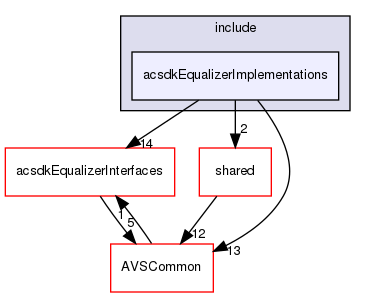 include
acsdkEqualizerImplementations
14
2
acsdkEqualizerInterfaces
shared
1
5
12
13
AVSCommon